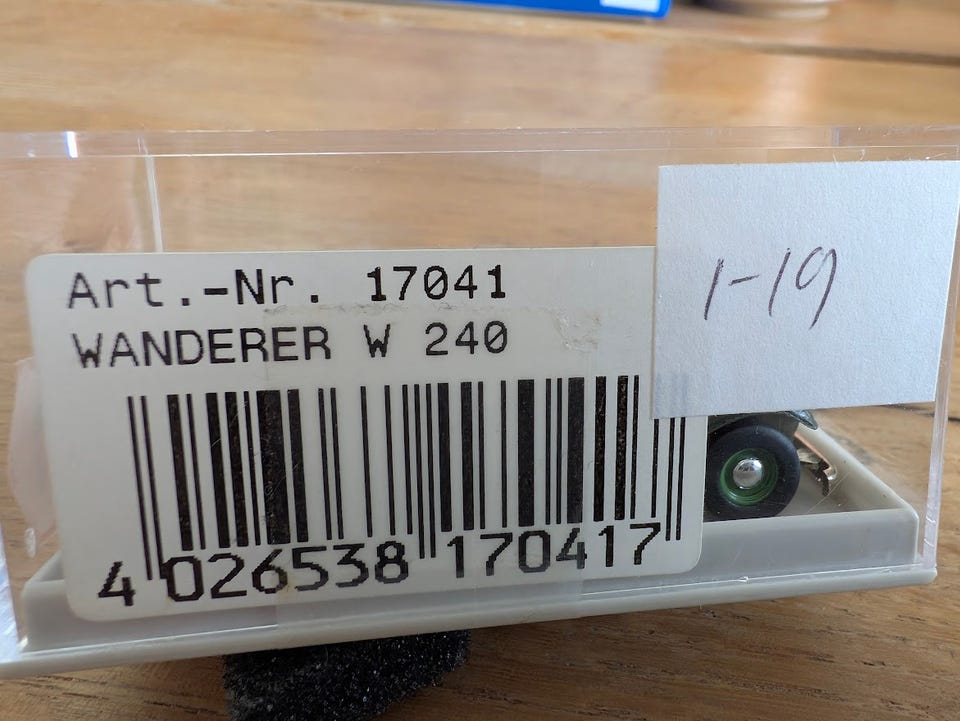 Art.-Nr. 17041
WANDERER W 240
4 026538 170417
1-19